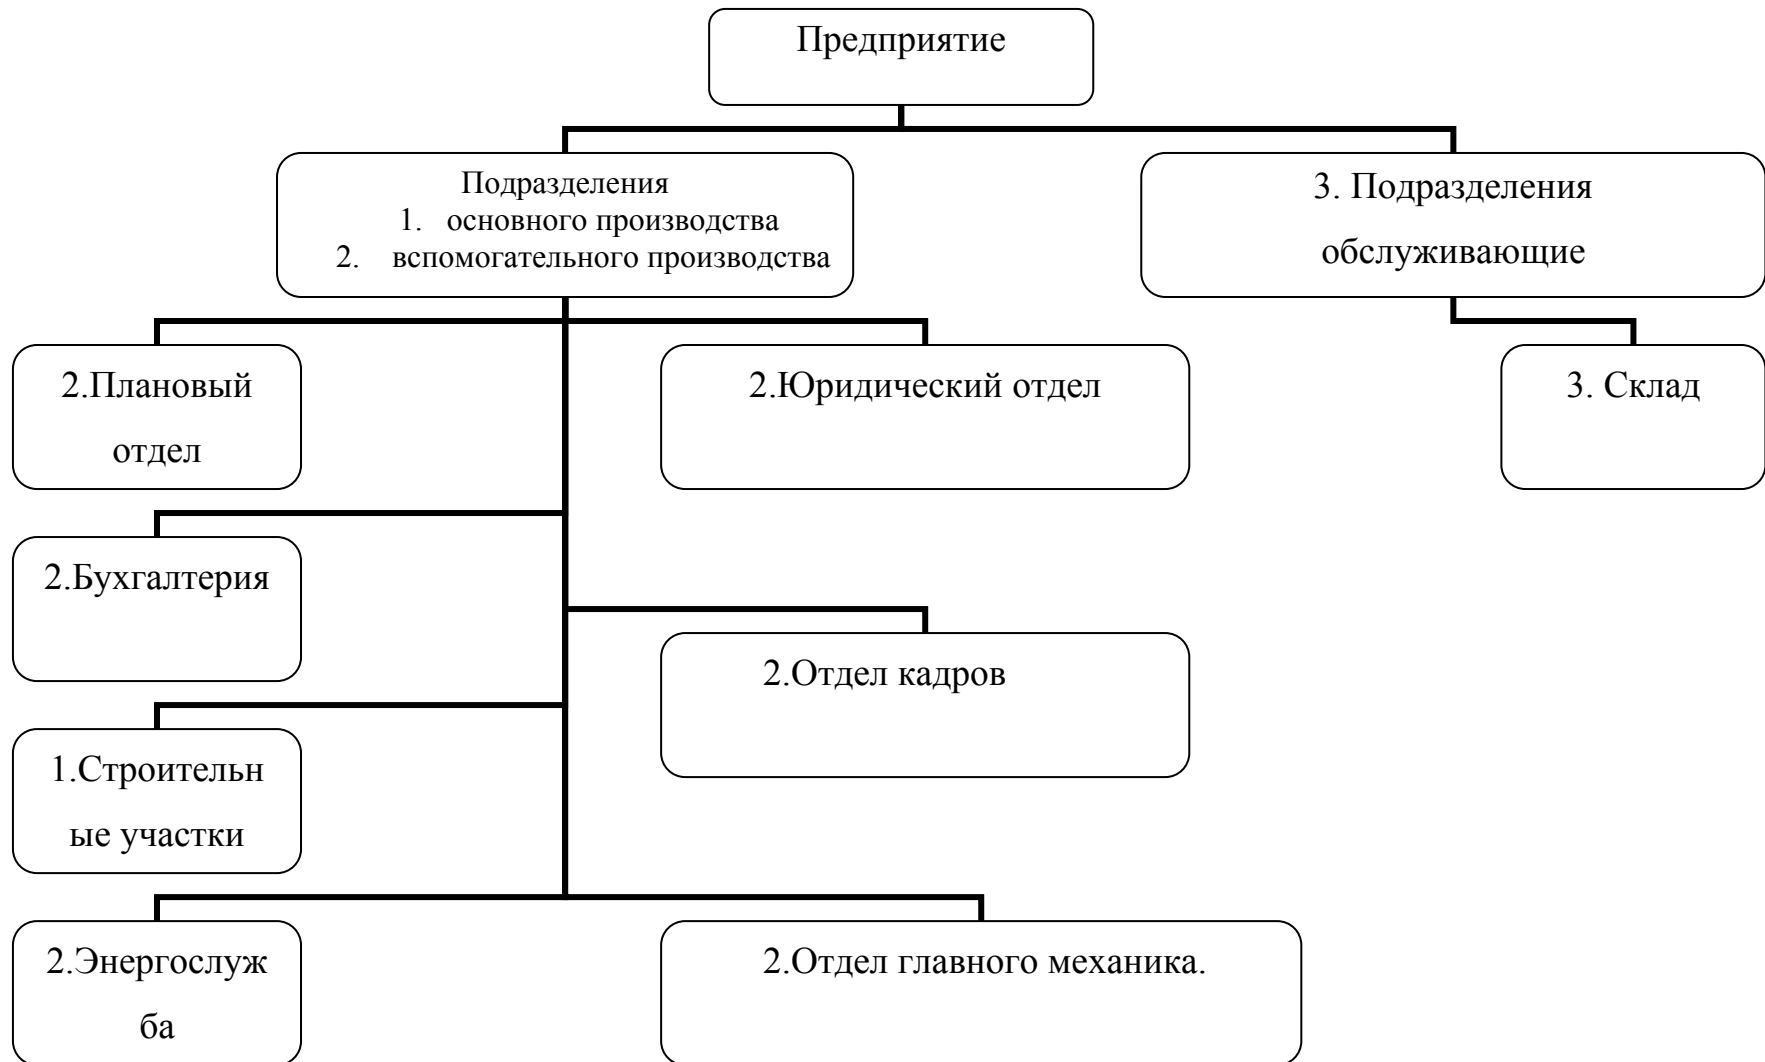 Предприятие
Подразделения
1. основного производства
2. вспомогательного производства
3. Подразделения
обслуживающие
2.Плановый
отдел
2.Юридический отдел
3. Склад
2.Бухгалтерия
2.Отдел кадров
1.Строительн
ые участки
2.Энергослуж
ба
2.Отдел главного механика.